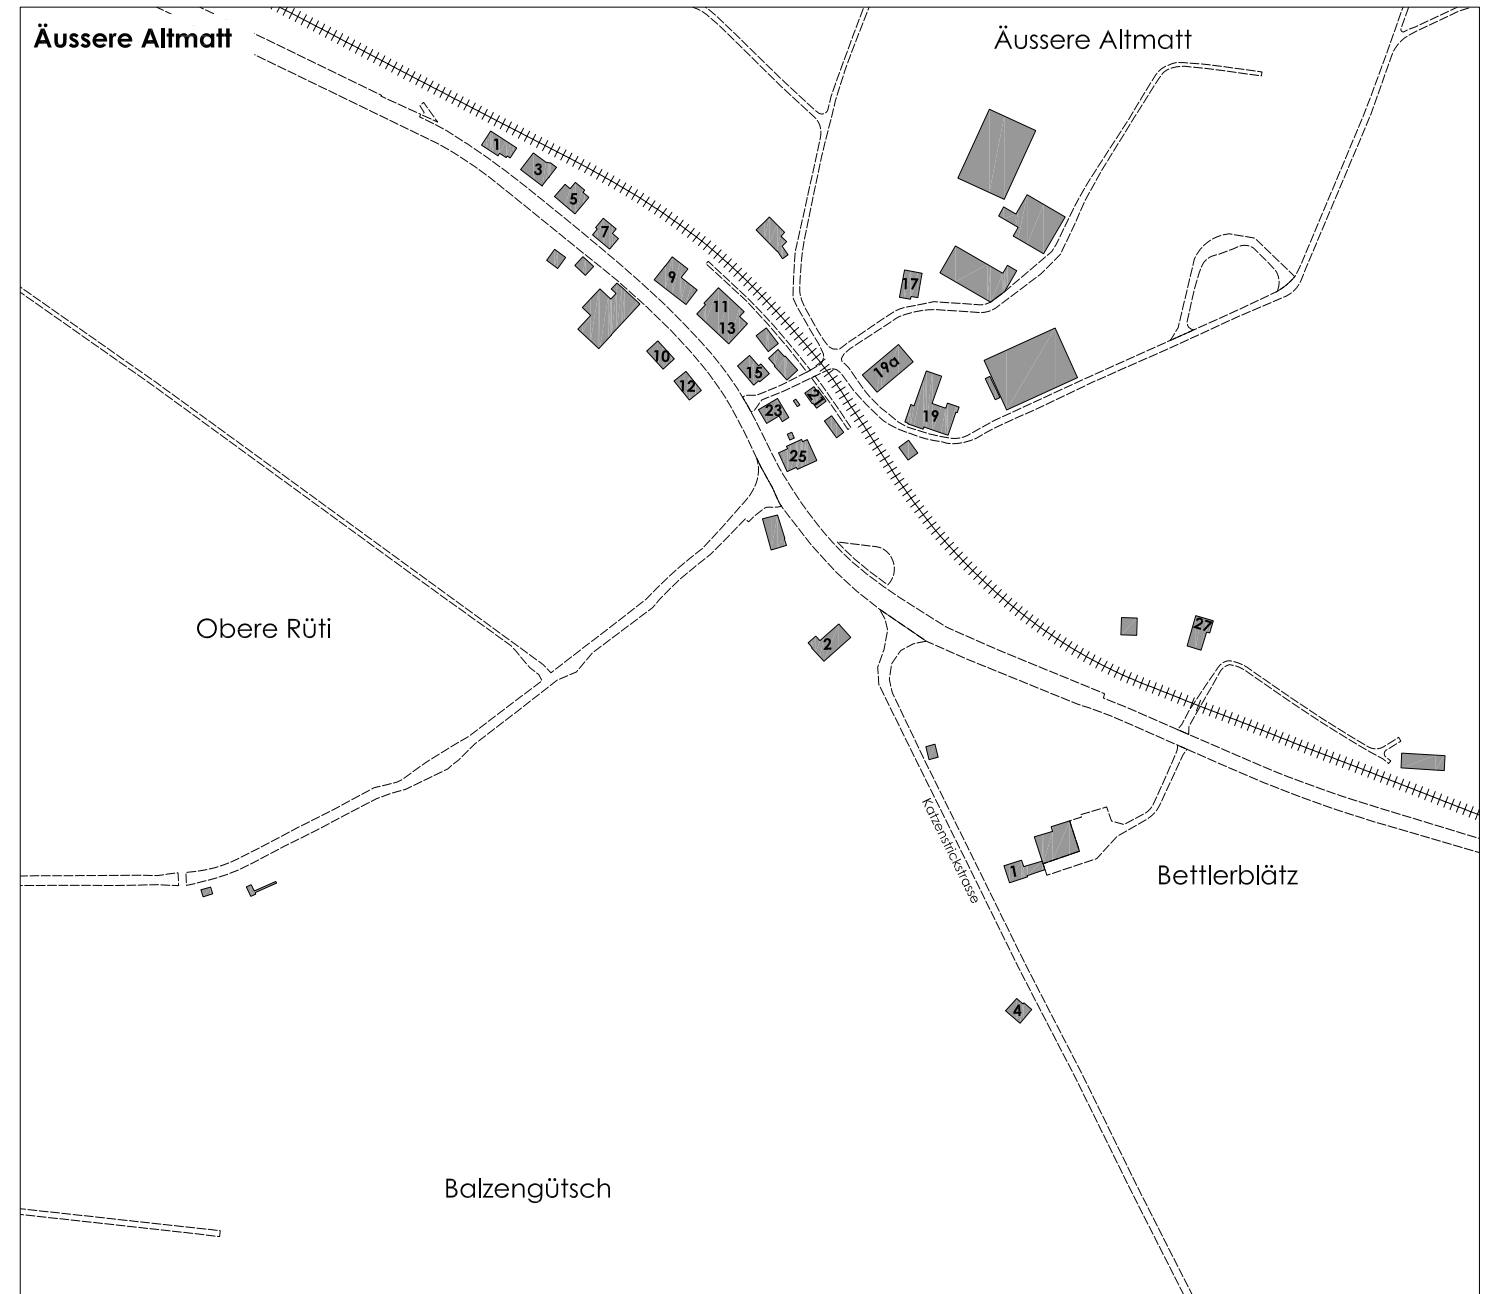 Äussere Altmatt
Äussere Altmatt
1
3
5
7
9
11
13
17
10
12
15
19a
21
23
19
25
Obere Rüti
2
27
Katzenstrickstrasse
1
Bettlerblätz
4
Balzengütsch